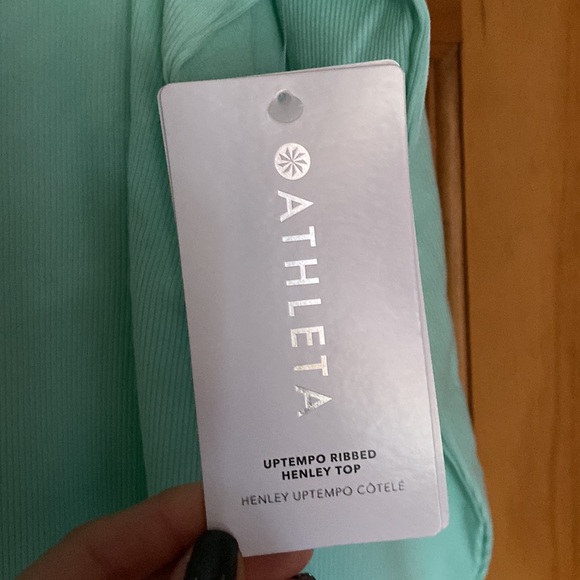 ATHLETA
UPTEMPO RIBBED
HENLEY TOP
HENLEY UPTEMPO CÔTELÉ